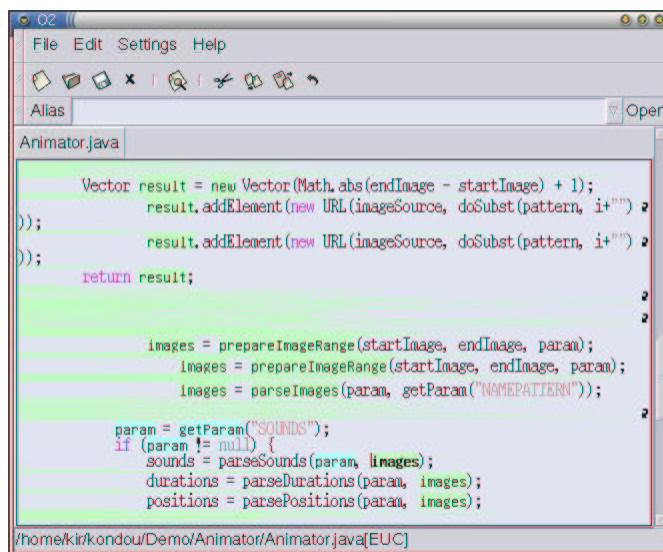 O2
File Edit Settings Help
Alias Open
Animator.java
Vector result = new Vector(Math.abs(endImage - startImage) + 1);
result.addElement(new URL(imageSource, doSubst(pattern, i+"")
));
result.addElement(new URL(imageSource, doSubst(pattern, i+"")
));
return result;
images = prepareImageRange(startImage, endImage, param);
images = prepareImageRange(startImage, endImage, param);
images = parseImages(param, getParam("NAMEPATTERN"));
param = getParam("SOUNDS");
if (param != null) {
sounds = parseSounds(param, images);
durations = parseDurations(param, images);
positions = parsePositions(param, images);
/home/kir/kondou/Demo/Animator/Animator.java[EUC]